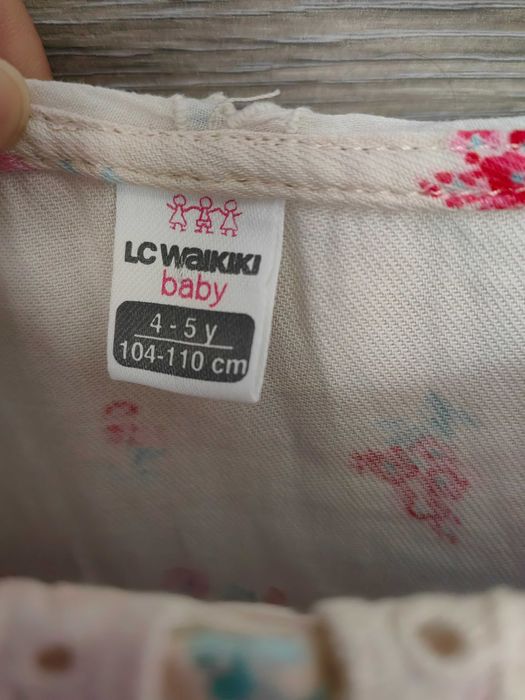 LC WAIKIKI
baby
4 - 5 y
104-110 cm